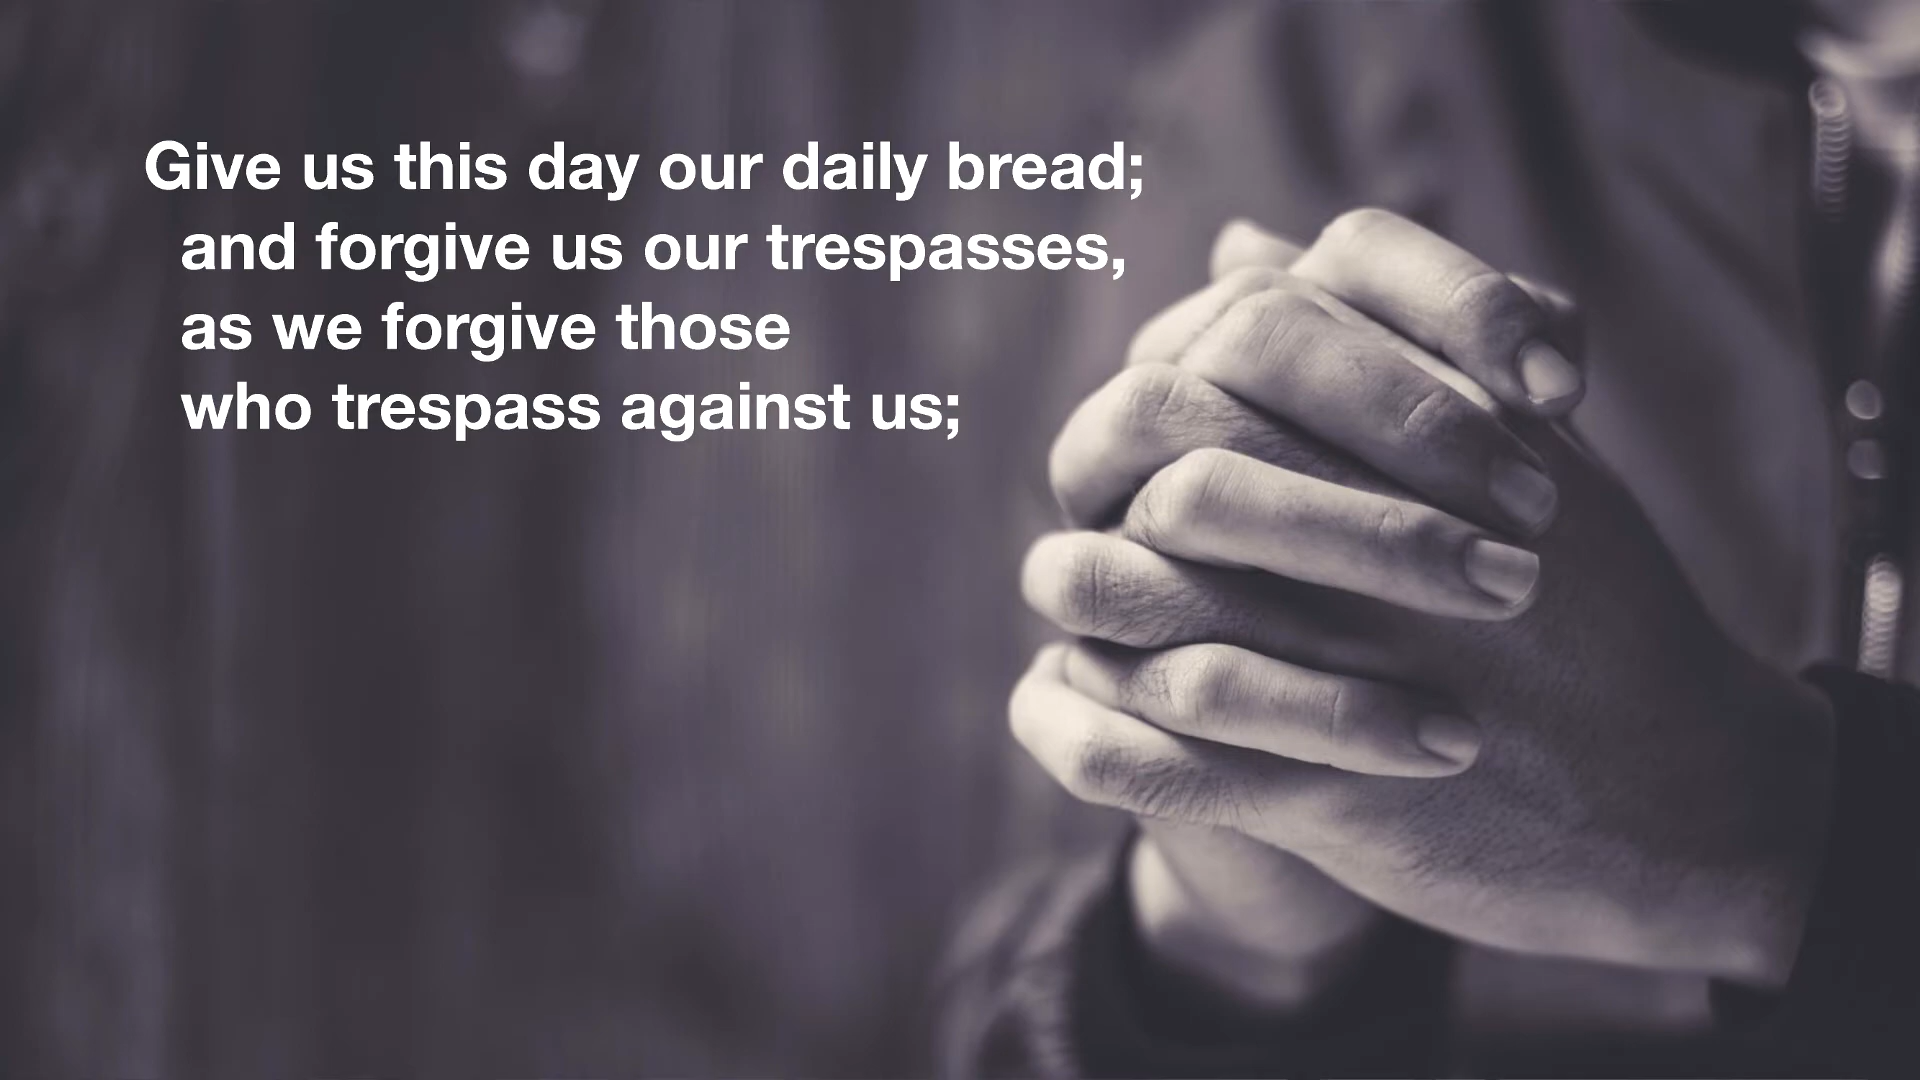 Give us this day our daily bread;
and forgive us our trespasses,
as we forgive those
who trespass against us;